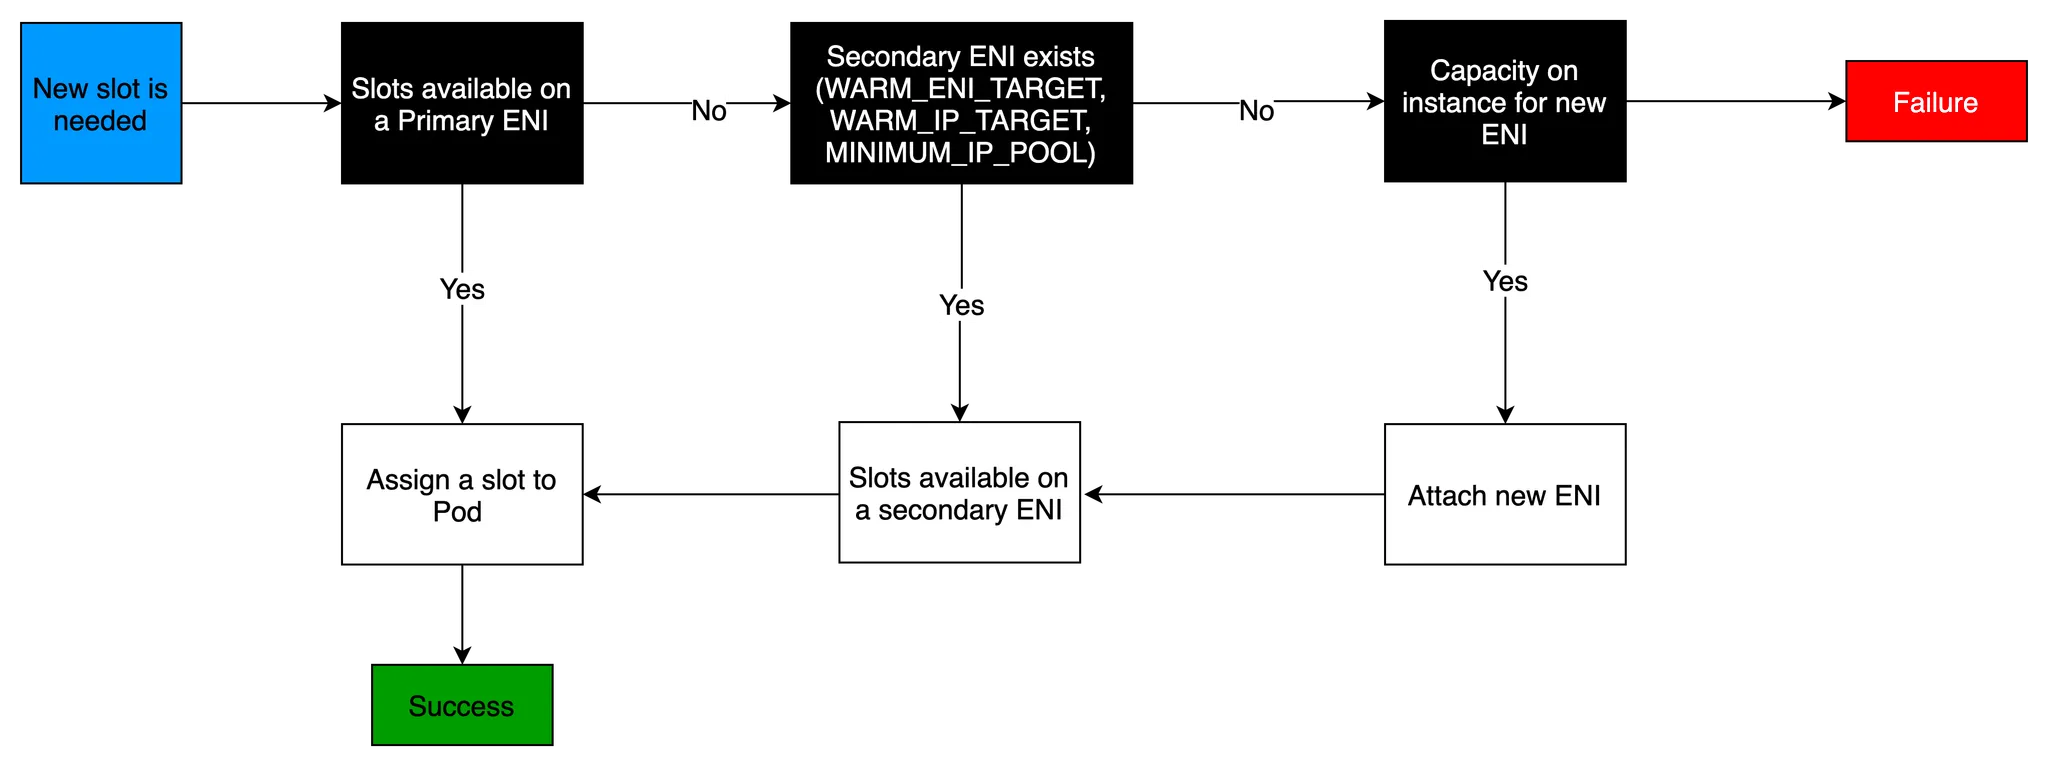 New slot is
needed
Slots available on
a Primary ENI
No
Secondary ENI exists
(WARM_ENI_TARGET,
WARM_IP_TARGET,
MINIMUM_IP_POOL)
No
Capacity on
instance for new
ENI
Failure
Yes
Yes
Yes
Assign a slot to
Pod
Slots available on
a secondary ENI
Attach new ENI
Success